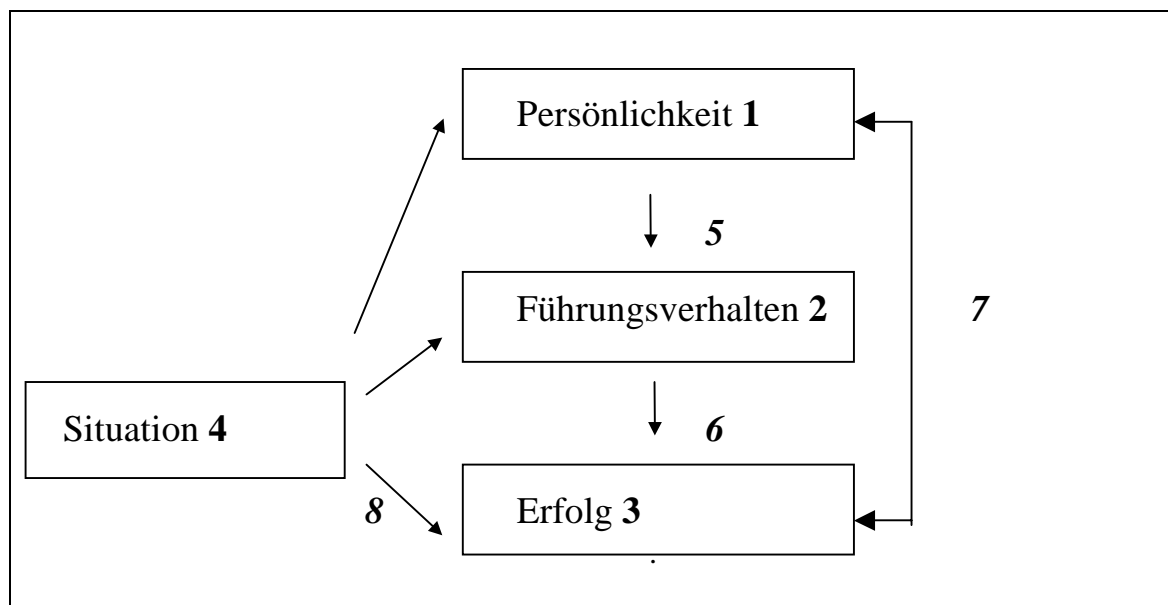 Persönlichkeit 1
5
Führungsverhalten 2
7
Situation 4
6
8
Erfolg 3
.